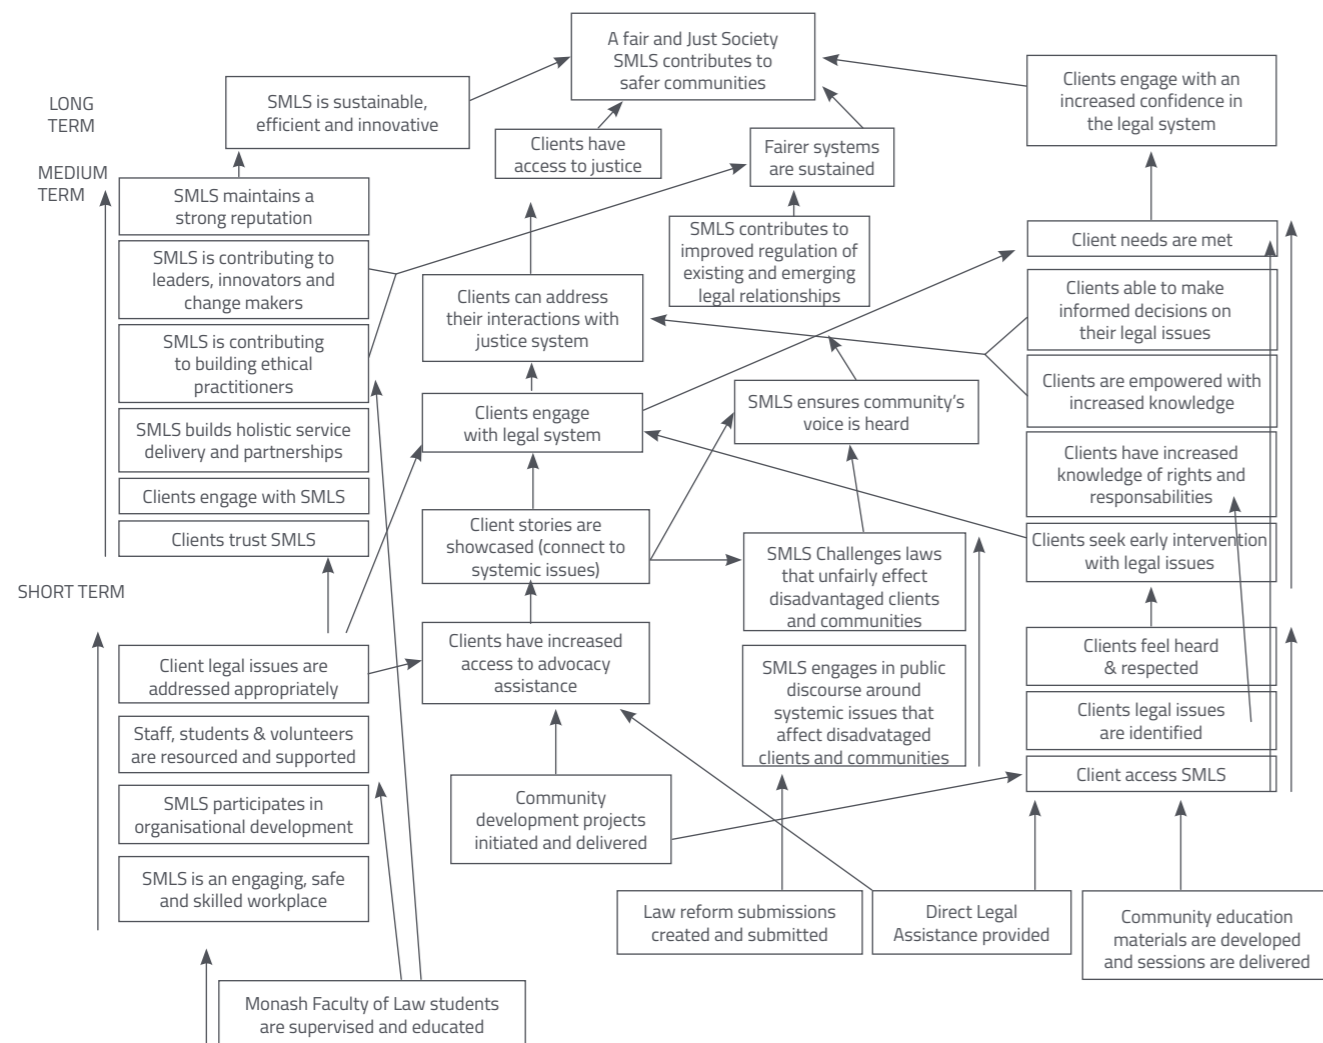 A fair and Just Society
SMLS contributes to
safer communities
LONG
TERM
SMLS is sustainable,
efficient and innovative
Clients have
access to justice
Fairer systems
are sustained
Clients engage with an
increased confidence in
the legal system
MEDIUM
TERM
SMLS maintains a
strong reputation
SMLS is contributing to
leaders, innovators and
change makers
SMLS is contributing
to building ethical
practitioners
SMLS builds holistic service
delivery and partnerships
Clients engage with SMLS
Clients trust SMLS
Clients can address
their interactions with
justice system
Clients engage
with legal system
Client stories are
showcased (connect to
systemic issues)
Clients have increased
access to advocacy
assistance
SMLS contributes to
improved regulation of
existing and emerging
legal relationships
SMLS ensures community's
voice is heard
SMLS Challenges laws
that unfairly effect
disadvantaged clients
and communities
SMLS engages in public
discourse around
systemic issues that
affect disadvataged
clients and communities
Client needs are met
Clients able to make
informed decisions on
their legal issues
Clients are empowered with
increased knowledge
Clients have increased
knowledge of rights and
responsabilities
Clients seek early intervention
with legal issues
Clients feel heard
& respected
Clients legal issues
are identified
Client access SMLS
SHORT TERM
Client legal issues are
addressed appropriately
Staff, students & volunteers
are resourced and supported
SMLS participates in
organisational development
SMLS is an engaging, safe
and skilled workplace
Community
development projects
initiated and delivered
Law reform submissions
created and submitted
Direct Legal
Assistance provided
Community education
materials are developed
and sessions are delivered
Monash Faculty of Law students
are supervised and educated